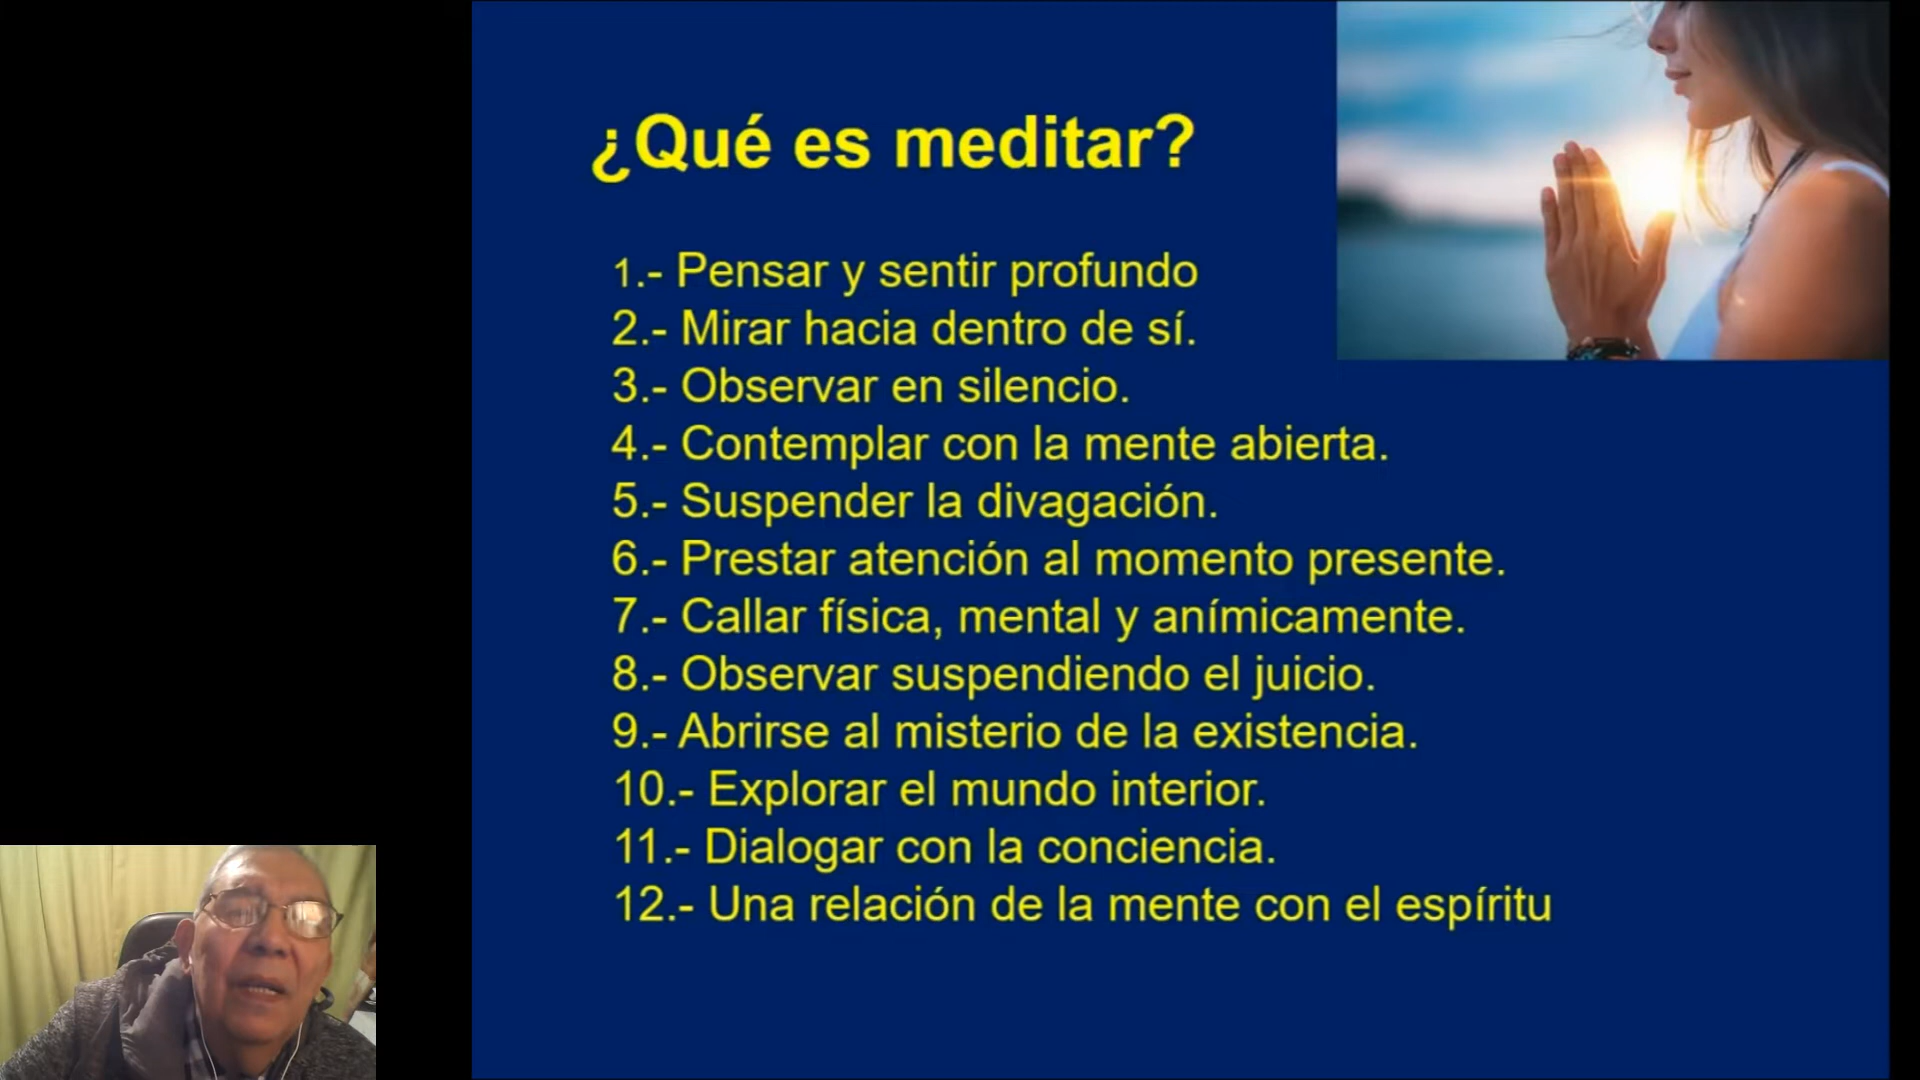 ¿Qué es meditar?
1.- Pensar y sentir profundo
2.- Mirar hacia dentro de sí.
3.- Observar en silencio.
4.- Contemplar con la mente abierta.
5.- Suspender la divagación.
6.- Prestar atención al momento presente.
7.- Callar física, mental y anímicamente.
8.- Observar suspendiendo el juicio.
9.- Abrirse al misterio de la existencia.
10.- Explorar el mundo interior.
11.- Dialogar con la conciencia.
12.- Una relación de la mente con el espíritu